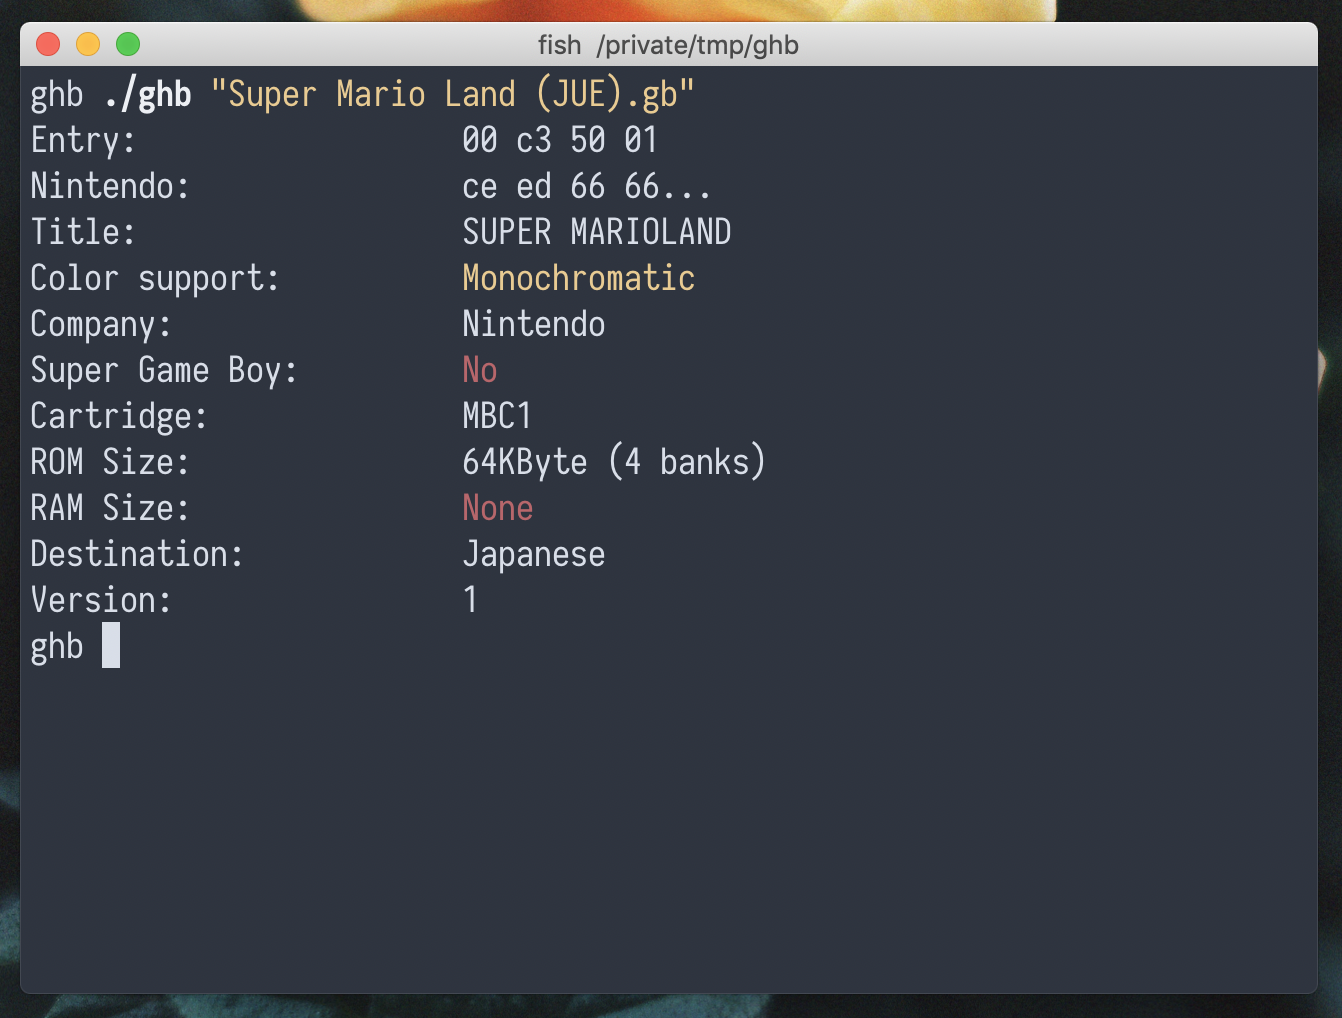 fish /private/tmp/ghb
ghb ./ghb "Super Mario Land (JUE).gb"
Entry: 00 c3 50 01
Nintendo: ce ed 66 66...
Title: SUPER MARIOLAND
Color support: Monochromatic
Company: Nintendo
Super Game Boy: No
Cartridge: MBC1
ROM Size: 64KByte (4 banks)
RAM Size: None
Destination: Japanese
Version: 1
ghb